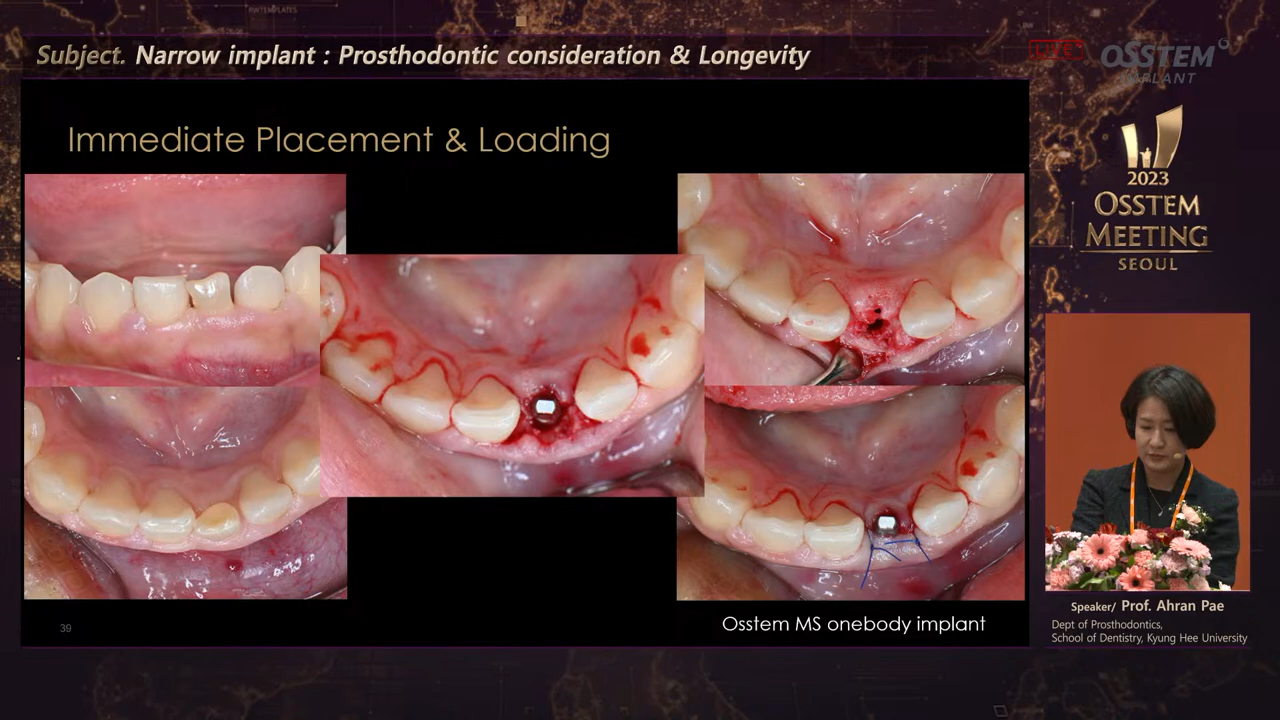 Subject. Narrow implant : Prosthodontic consideration & Longevity
LIVE
OSSTEM
IMPLANT
Immediate Placement & Loading
2023
OSSTEM
MEETING
SEOUL
Osstem MS onebody implant
39
Speaker/ Prof. Ahran Pae
Dept of Prosthodontics,
School of Dentistry, Kyung Hee University